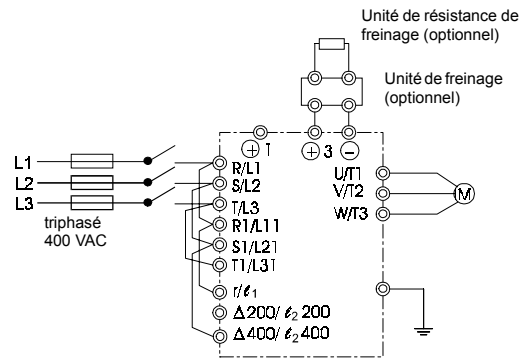 Unité de résistance de
freinage (optionnel)
Unité de freinage
(optionnel)
+ 1
+ 3 −
L1
L2
L3
triphasé
400 VAC
R/L1
S/L2
T/L3
R1/L11
S1/L21
T1/L31
r/ℓ1
Δ200/ ℓ2 200
Δ400/ ℓ2 400
U/T1
V/T2
W/T3
M